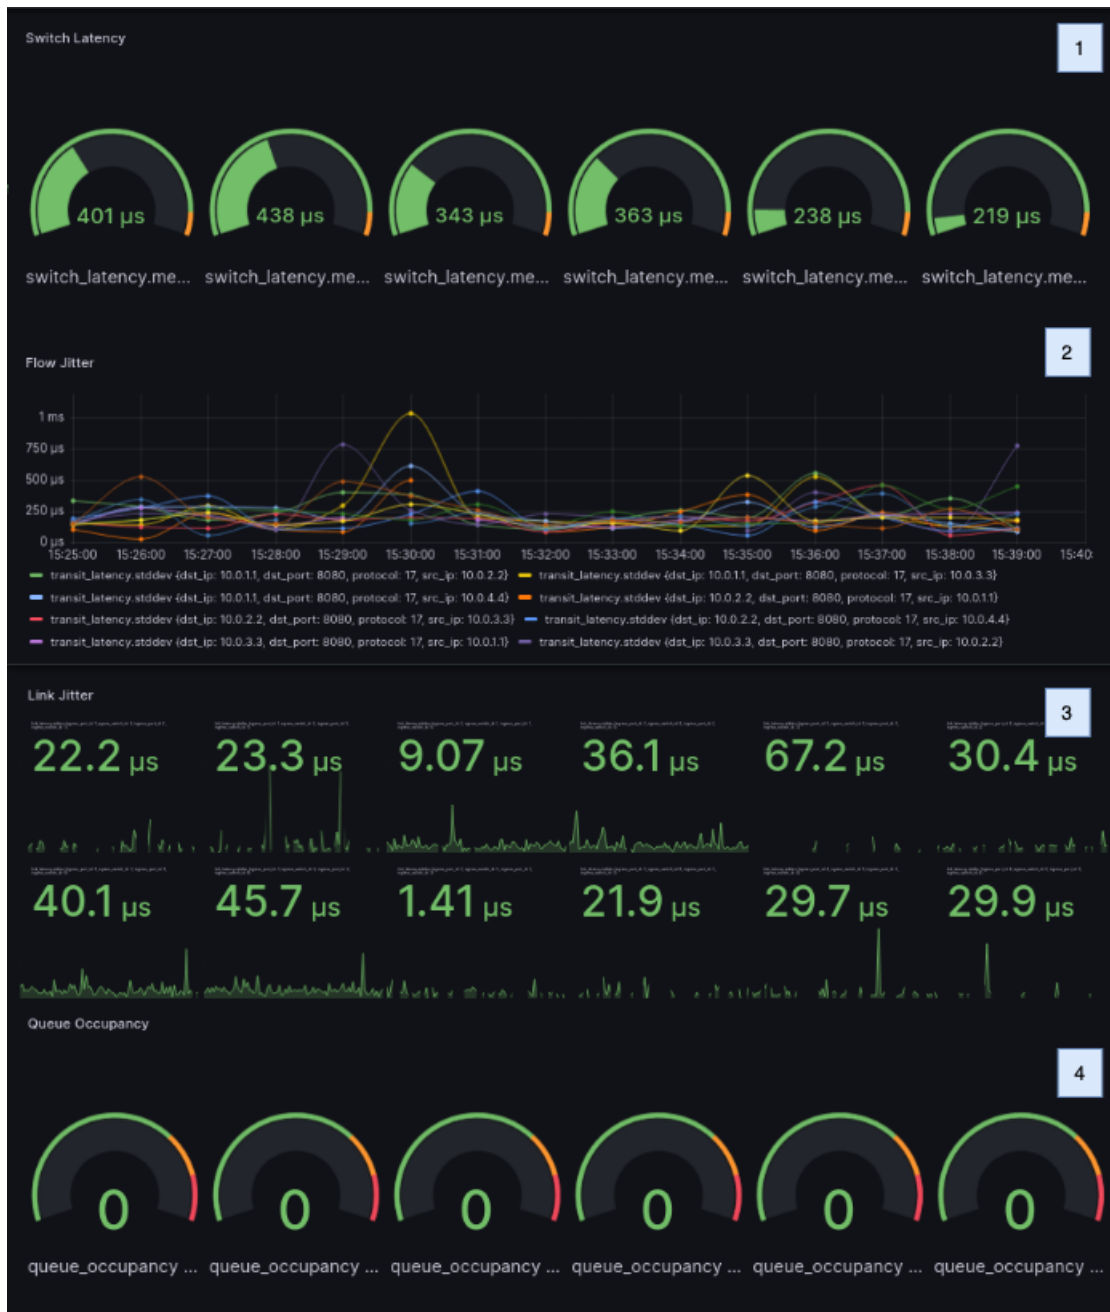 Switch Latency
1
401 µs
438 µs
343 µs
363 µs
238 µs
219 µs
switch_latency.me...
switch_latency.me...
switch_latency.me...
switch_latency.me...
switch_latency.me...
switch_latency.me...
2
Flow Jitter
1 ms
750 µs
500 µs
250 µs
0 µs
15:25:00 15:26:00 15:27:00 15:28:00 15:29:00 15:30:00 15:31:00 15:32:00 15:33:00 15:34:00 15:35:00 15:36:00 15:37:00 15:38:00 15:39:00 15:40:
transit_latency.stddev {dst_ip: 10.0.1.1, dst_port: 8080, protocol: 17, src_ip: 10.0.2.2}
transit_latency.stddev {dst_ip: 10.0.1.1, dst_port: 8080, protocol: 17, src_ip: 10.0.3.3}
transit_latency.stddev {dst_ip: 10.0.1.1, dst_port: 8080, protocol: 17, src_ip: 10.0.4.4}
transit_latency.stddev {dst_ip: 10.0.2.2, dst_port: 8080, protocol: 17, src_ip: 10.0.1.1}
transit_latency.stddev {dst_ip: 10.0.2.2, dst_port: 8080, protocol: 17, src_ip: 10.0.3.3}
transit_latency.stddev {dst_ip: 10.0.2.2, dst_port: 8080, protocol: 17, src_ip: 10.0.4.4}
transit_latency.stddev {dst_ip: 10.0.3.3, dst_port: 8080, protocol: 17, src_ip: 10.0.1.1}
transit_latency.stddev {dst_ip: 10.0.3.3, dst_port: 8080, protocol: 17, src_ip: 10.0.2.2}
Link Jitter
3
22.2 µs
23.3 µs
9.07 µs
36.1 µs
67.2 µs
30.4 µs
40.1 µs
45.7 µs
1.41 µs
21.9 µs
29.7 µs
29.9 µs
Queue Occupancy
4
0
0
0
0
0
0
queue_occupancy ...
queue_occupancy ...
queue_occupancy ...
queue_occupancy ...
queue_occupancy ...
queue_occupancy ...